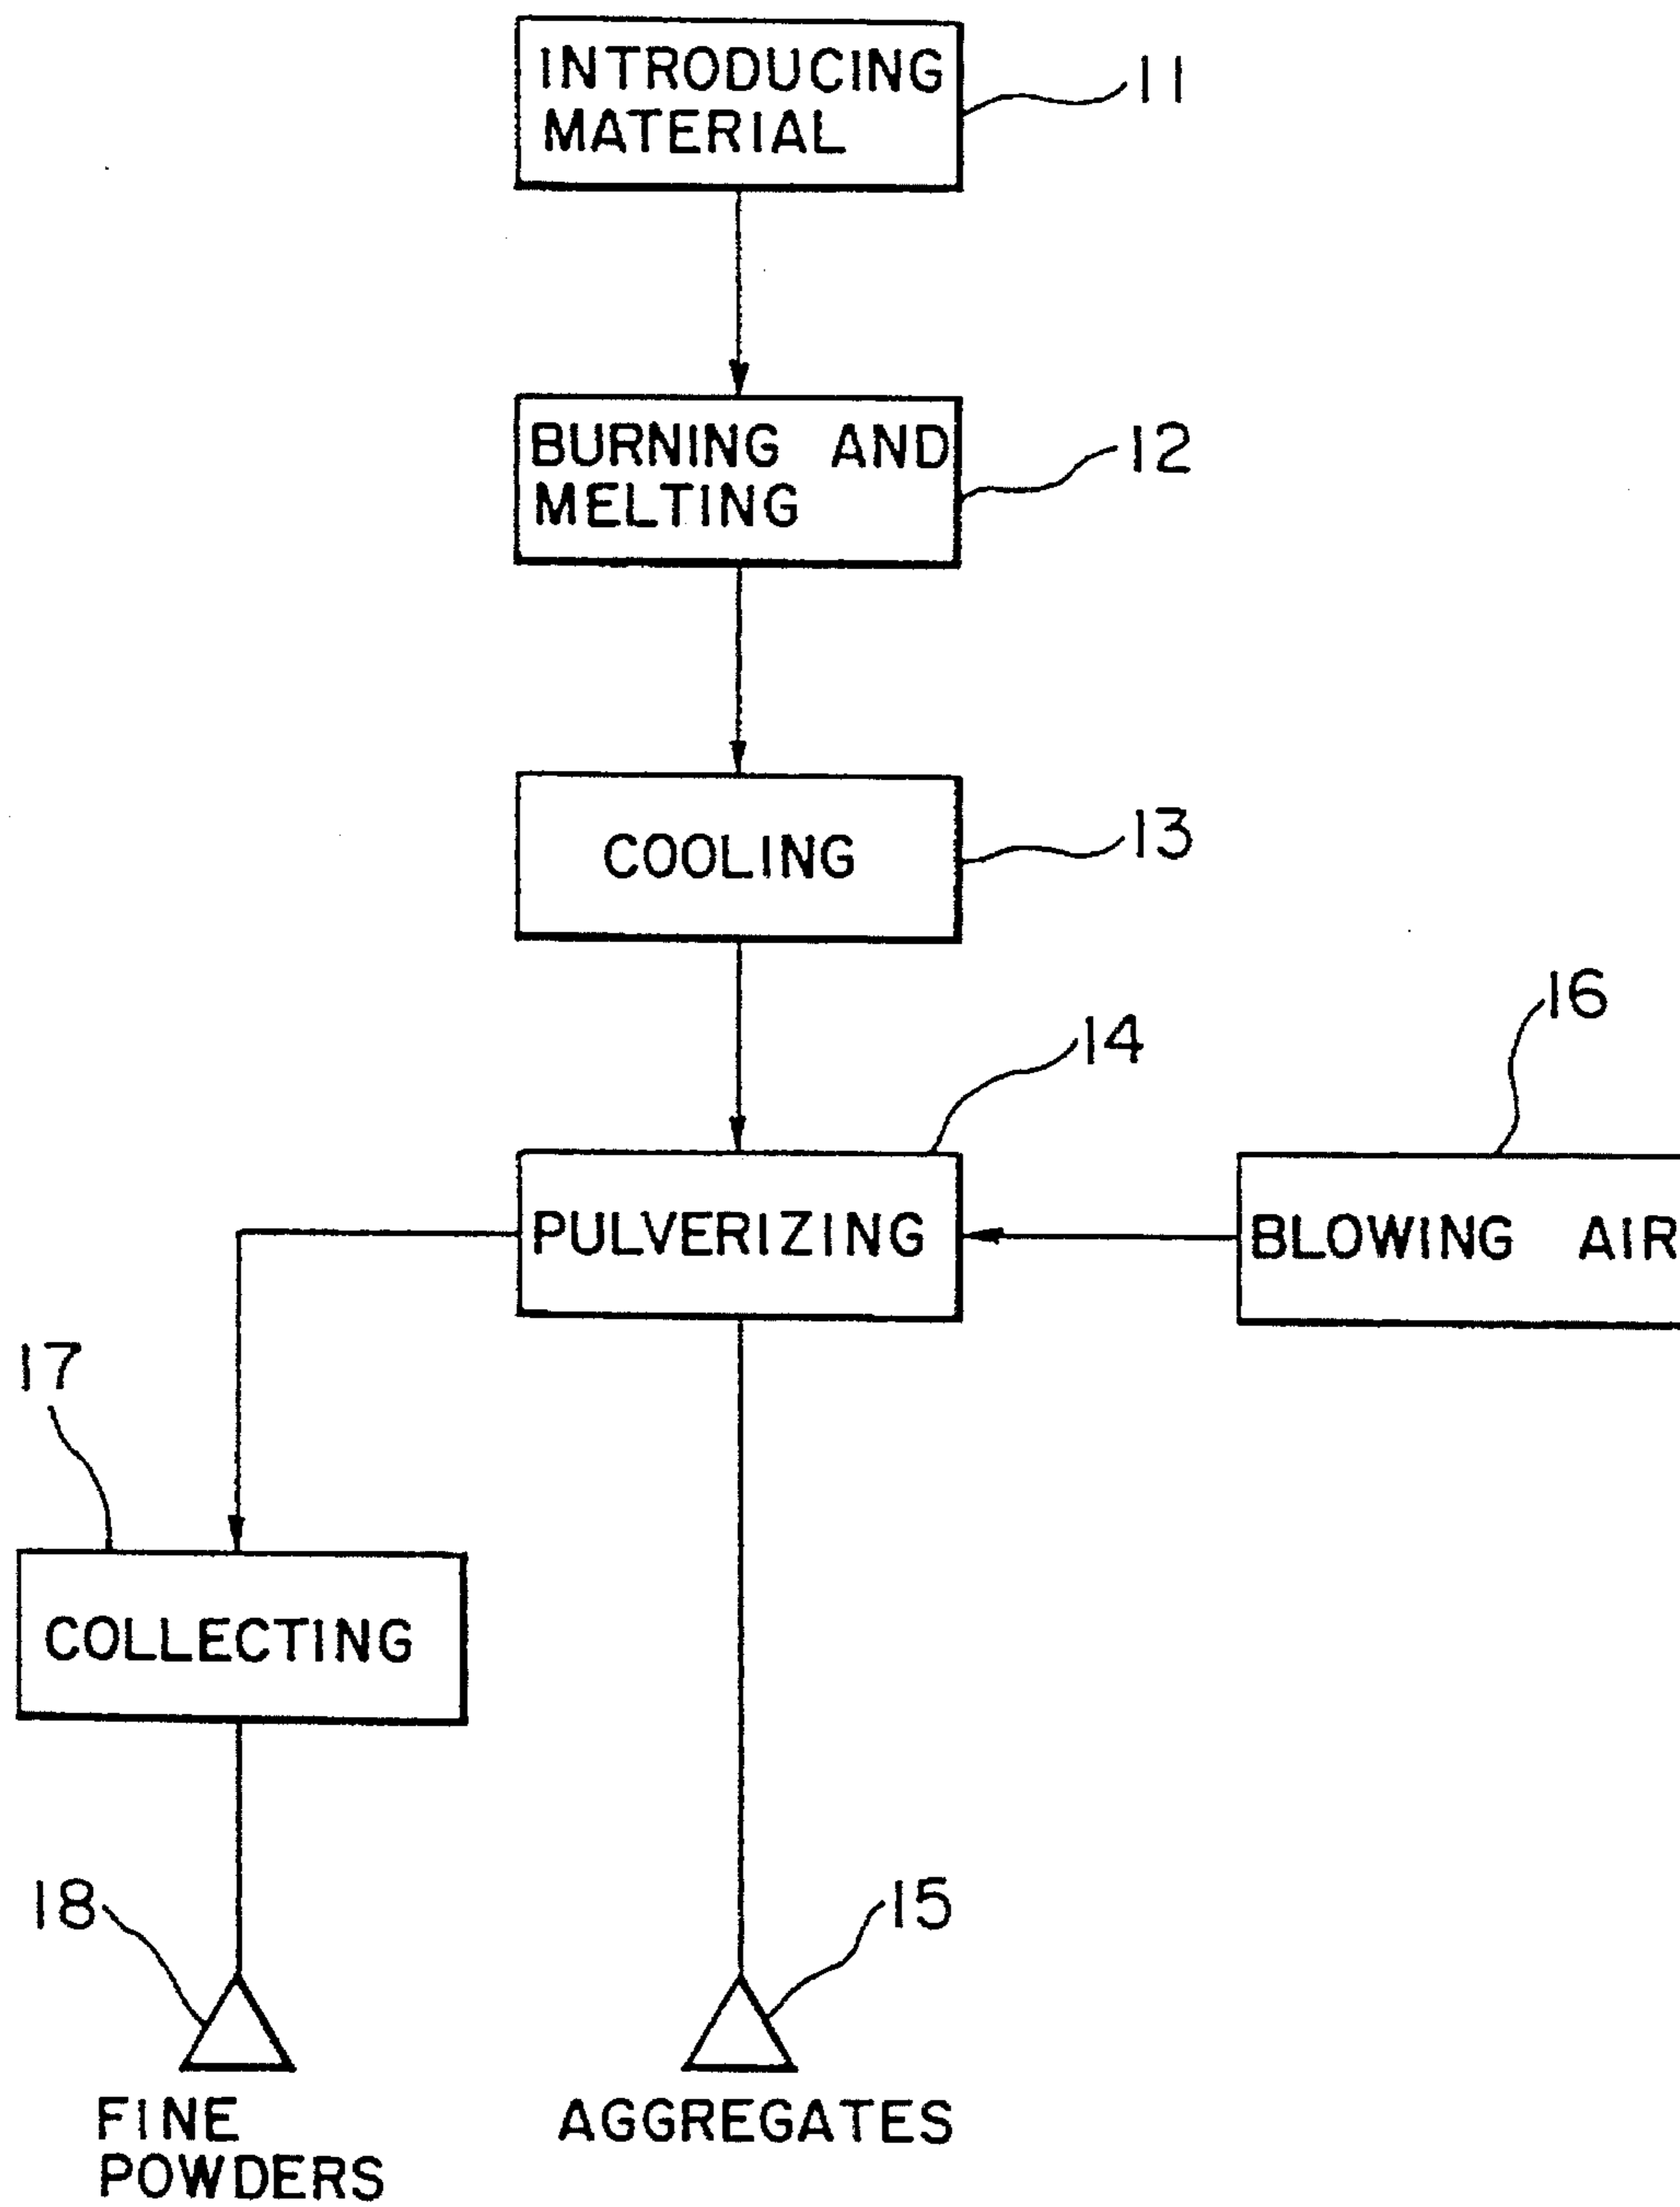 INTRODUCING
MATERIAL
11
BURNING AND
MELTING
12
COOLING
13
14
16
PULVERIZING
BLOWING AIR
17
COLLECTING
18
15
FINE
POWDERS
AGGREGATES